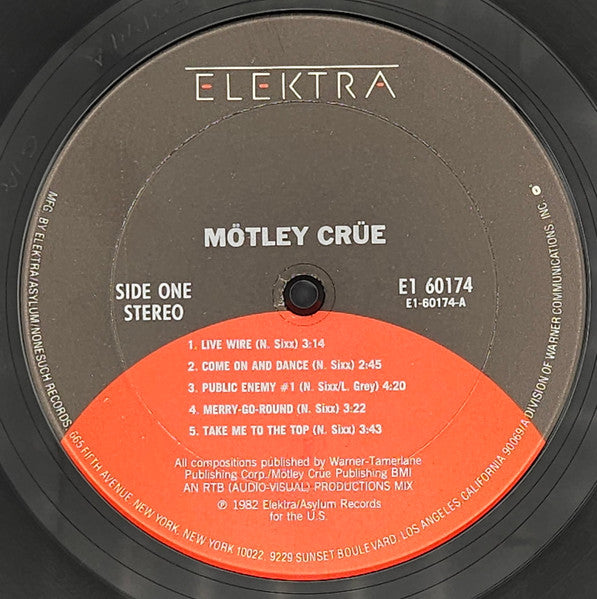 ELEKTRA
MÖTLEY CRÜE
SIDE ONE
STEREO
E1 60174
E1-60174-A
1. LIVE WIRE (N. Sixx) 3:14
2. COME ON AND DANCE (N. Sixx) 2:45
3. PUBLIC ENEMY #1 (N. Sixx/L. Grey) 4:20
4. MERRY-GO-ROUND (N. Sixx) 3:22
5. TAKE ME TO THE TOP (N. Sixx) 3:43
All compositions published by Warner-Tamerlane
Publishing Corp./Mötley Crüe Publishing BMI
AN RTB (AUDIO-VISUAL) PRODUCTIONS MIX
℗ 1982 Elektra/Asylum Records
for the U.S.
MFG. BY ELEKTRA/ASYLUM/NONESUCH RECORDS, 665 FIFTH AVENUE, NEW YORK, NEW YORK 10022. 9229 SUNSET BOULEVARD, LOS ANGELES, CALIFORNIA 90069/A DIVISION OF WARNER COMMUNICATIONS INC.